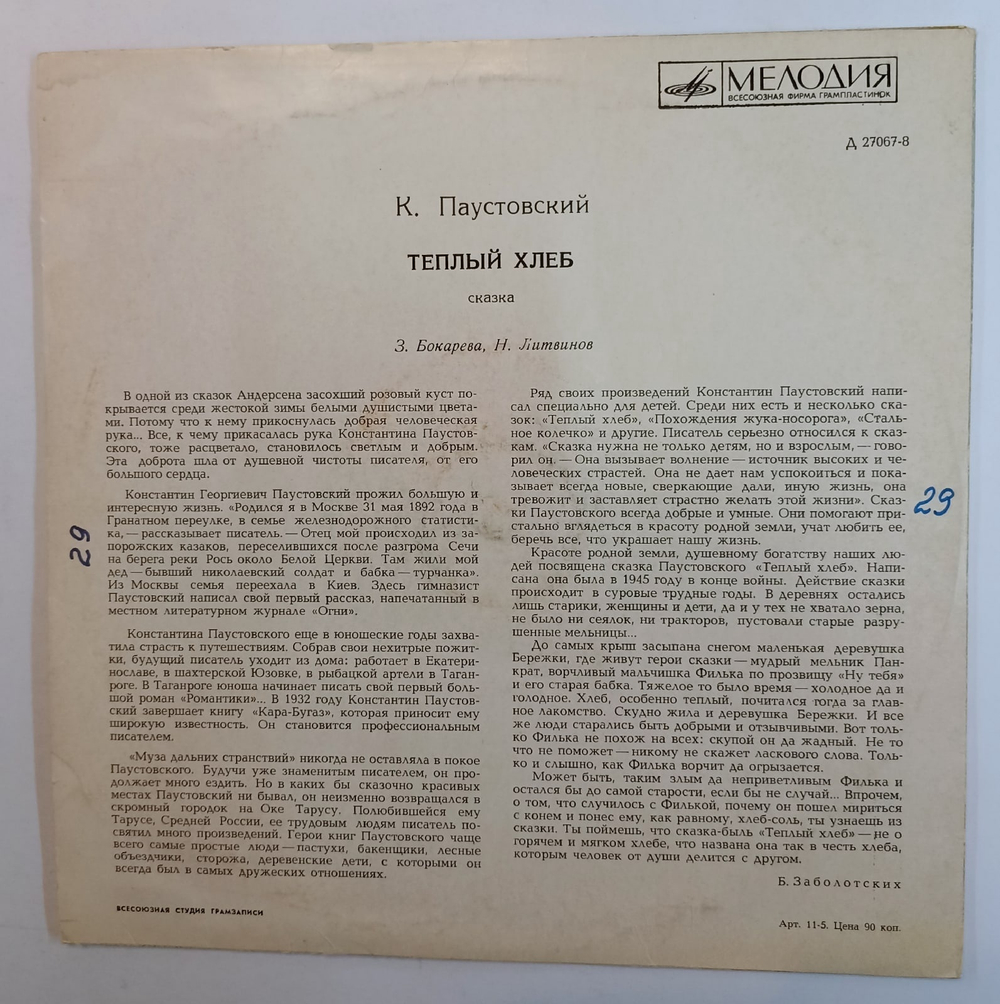 МЕЛОДИЯ
ВСЕСОЮЗНАЯ ФИРМА ГРАМПЛАСТИНОК
Д 27067-8
К. Паустовский
ТЕПЛЫЙ ХЛЕБ
сказка
З. Бокарева, Н. Литвинов
В одной из сказок Андерсена засохший розовый куст по-
крывается среди жестокой зимы белыми душистыми цвета-
ми. Потому что к нему прикоснулась добрая человеческая
рука... Все, к чему прикасалась рука Константина Паустов-
ского, тоже расцветало, становилось светлым и добрым.
Эта доброта шла от душевной чистоты писателя, от его
большого сердца.
Константин Георгиевич Паустовский прожил большую и
интересную жизнь. «Родился я в Москве 31 мая 1892 года в
Гранатном переулке, в семье железнодорожного статисти-
ка, — рассказывает писатель. — Отец мой происходил из за-
порожских казаков, переселившихся после разгрома Сечи
на берега реки Рось около Белой Церкви. Там жили мой
дед — бывший николаевский солдат и бабка — турчанка».
Из Москвы семья переехала в Киев. Здесь гимназист
Паустовский написал свой первый рассказ, напечатанный в
местном литературном журнале «Огни».
Константина Паустовского еще в юношеские годы захва-
тила страсть к путешествиям. Собрав свои нехитрые пожит-
ки, будущий писатель уходит из дома: работает в Екатери-
нославе, в шахтерской Юзовке, в рыбацкой артели в Таган-
роге. В Таганроге юноша начинает писать свой первый боль-
шой роман «Романтики»... В 1932 году Константин Паустов-
ский завершает книгу «Кара-Бугаз», которая приносит ему
широкую известность. Он становится профессиональным
писателем.
«Муза дальних странствий» никогда не оставляла в покое
Паустовского. Будучи уже знаменитым писателем, он про-
должает много ездить. Но в каких бы сказочно красивых
местах Паустовский ни бывал, он неизменно возвращался в
скромный городок на Оке Тарусу. Полюбившейся ему
Тарусе, Средней России, ее трудовым людям писатель по-
святил много произведений. Герои книг Паустовского чаще
всего самые простые люди — пастухи, бакенщики, лесные
объездчики, сторожа, деревенские дети, с которыми он
всегда был в самых дружеских отношениях.
29
ВСЕСОЮЗНАЯ СТУДИЯ ГРАМЗАПИСИ
Ряд своих произведений Константин Паустовский напи-
сал специально для детей. Среди них есть и несколько ска-
зок: «Теплый хлеб», «Похождения жука-носорога», «Сталь-
ное колечко» и другие. Писатель серьезно относился к сказ-
кам. «Сказка нужна не только детям, но и взрослым, — гово-
рил он. — Она вызывает волнение — источник высоких и че-
ловеческих страстей. Она не дает нам успокоиться и пока-
зывает всегда новые, сверкающие дали, иную жизнь, она
тревожит и заставляет страстно желать этой жизни». Сказ-
ки Паустовского всегда добрые и умные. Они помогают при-
стально вглядеться в красоту родной земли, учат любить ее,
беречь все, что украшает нашу жизнь.
Красоте родной земли, душевному богатству наших лю-
дей посвящена сказка Паустовского «Теплый хлеб». Напи-
сана она была в 1945 году в конце войны. Действие сказки
происходит в суровые трудные годы. В деревнях остались
лишь старики, женщины и дети, да и у тех не хватало зерна,
не было ни сеялок, ни тракторов, пустовали старые разру-
шенные мельницы...
До самых крыш засыпана снегом маленькая деревушка
Бережки, где живут герои сказки — мудрый мельник Пан-
крат, ворчливый мальчишка Филька по прозвищу «Ну тебя»
и его старая бабка. Тяжелое то было время — холодное да и
голодное. Хлеб, особенно теплый, почитался тогда за глав-
ное лакомство. Скудно жила и деревушка Бережки. И все
же люди старались быть добрыми и отзывчивыми. Вот толь-
ко Филька не похож на всех: скупой он да жадный. Не то
что не поможет — никому не скажет ласкового слова. Толь-
ко и слышно, как Филька ворчит да огрызается.
Может быть, таким злым да неприветливым Филька и
остался бы до самой старости, если бы не случай... Впрочем,
о том, что случилось с Филькой, почему он пошел мириться
с конем и понес ему, как равному, хлеб-соль, ты узнаешь из
сказки. Ты поймешь, что сказка-быль «Теплый хлеб» — не о
горячем и мягком хлебе, что названа она так в честь хлеба,
которым человек от души делится с другом.
Б. Заболотских
29
Арт. 11-5. Цена 90 коп.